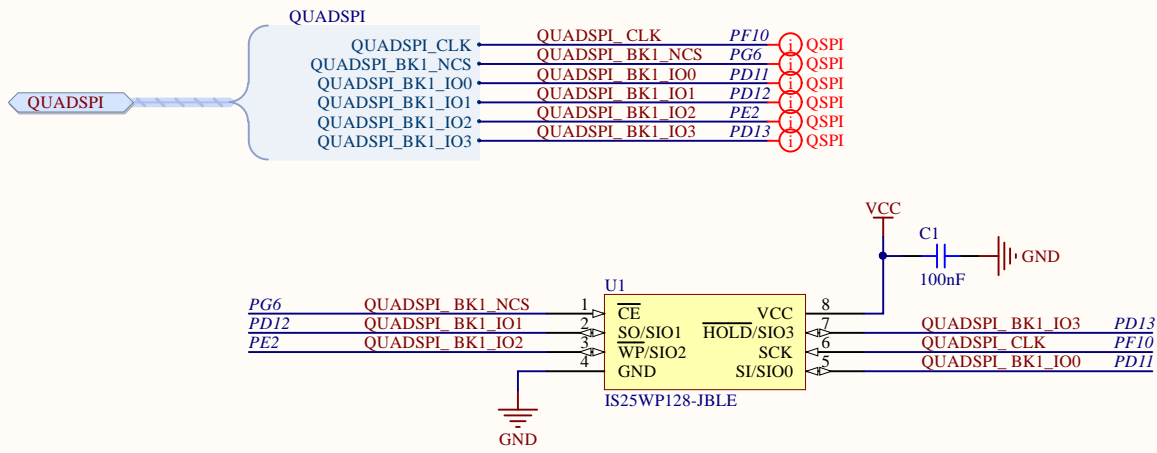 QUADSPI
QUADSPI_CLK QUADSPI_ CLK PF10 i QSPI
QUADSPI_BK1_NCS QUADSPI_ BK1_NCS PG6 i QSPI
QUADSPI_BK1_IO0 QUADSPI_ BK1_IO0 PD11 i QSPI
QUADSPI QUADSPI_BK1_IO1 QUADSPI_ BK1_IO1 PD12 i QSPI
QUADSPI_BK1_IO2 QUADSPI_ BK1_IO2 PE2 i QSPI
QUADSPI_BK1_IO3 QUADSPI_ BK1_IO3 PD13 i QSPI
VCC
C1
GND
100nF
U1
PG6 QUADSPI_ BK1_NCS 1 CE VCC 8
PD12 QUADSPI_ BK1_IO1 2 SO/SIO1 HOLD/SIO3 7 QUADSPI_ BK1_IO3 PD13
PE2 QUADSPI_ BK1_IO2 3 WP/SIO2 SCK 6 QUADSPI_ CLK PF10
4 GND SI/SIO0 5 QUADSPI_ BK1_IO0 PD11
IS25WP128-JBLE
GND